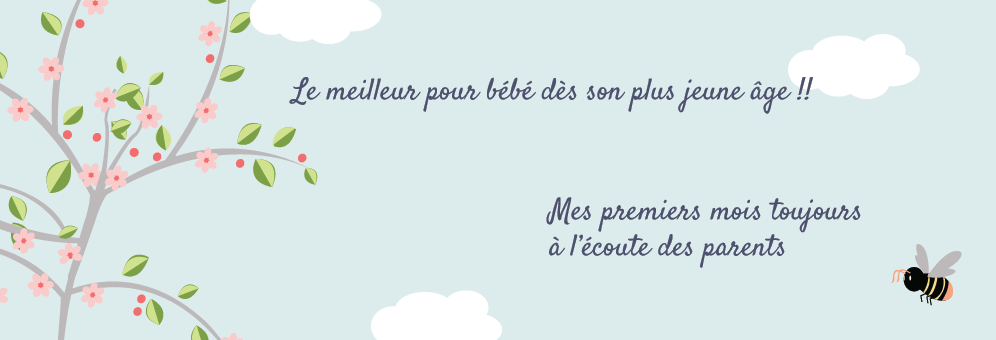 Le meilleur pour bébé dès son plus jeune âge !!
Mes premiers mois toujours
à l'écoute des parents